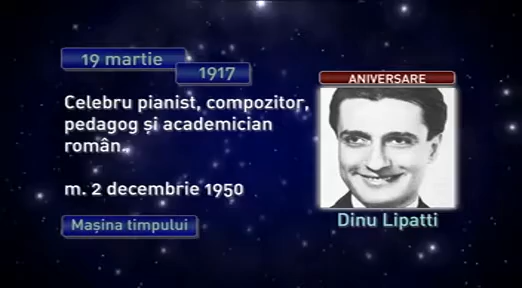 19 martie
1917
Celebru pianist, compozitor,
pedagog și academician
român.
m. 2 decembrie 1950
Mașina timpului
ANIVERSARE
Dinu Lipatti